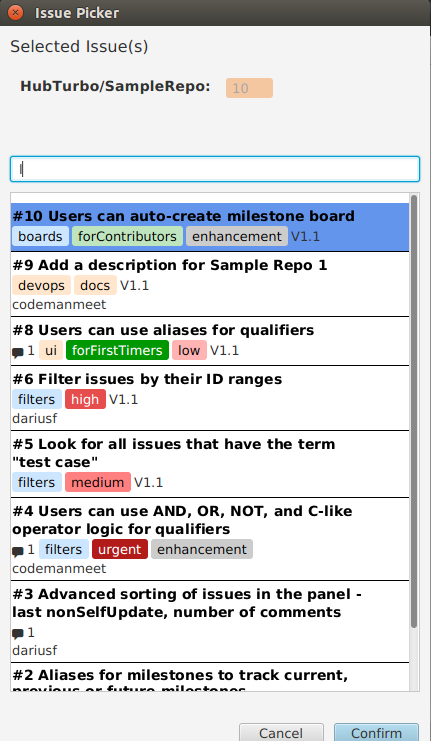 Issue Picker
Selected Issue(s)
HubTurbo/SampleRepo: 10
#10 Users can auto-create milestone board
boards forContributors enhancement V1.1
#9 Add a description for Sample Repo 1
devops docs V1.1
codemanmeet
#8 Users can use aliases for qualifiers
1 ui forFirstTimers low V1.1
#6 Filter issues by their ID ranges
filters high V1.1
dariusf
#5 Look for all issues that have the term
"test case"
filters medium V1.1
#4 Users can use AND, OR, NOT, and C-like
operator logic for qualifiers
1 filters urgent enhancement
codemanmeet
#3 Advanced sorting of issues in the panel -
last nonSelfUpdate, number of comments
1
dariusf
#2 Aliases for milestones to track current,
previous or future milestones
Cancel Confirm